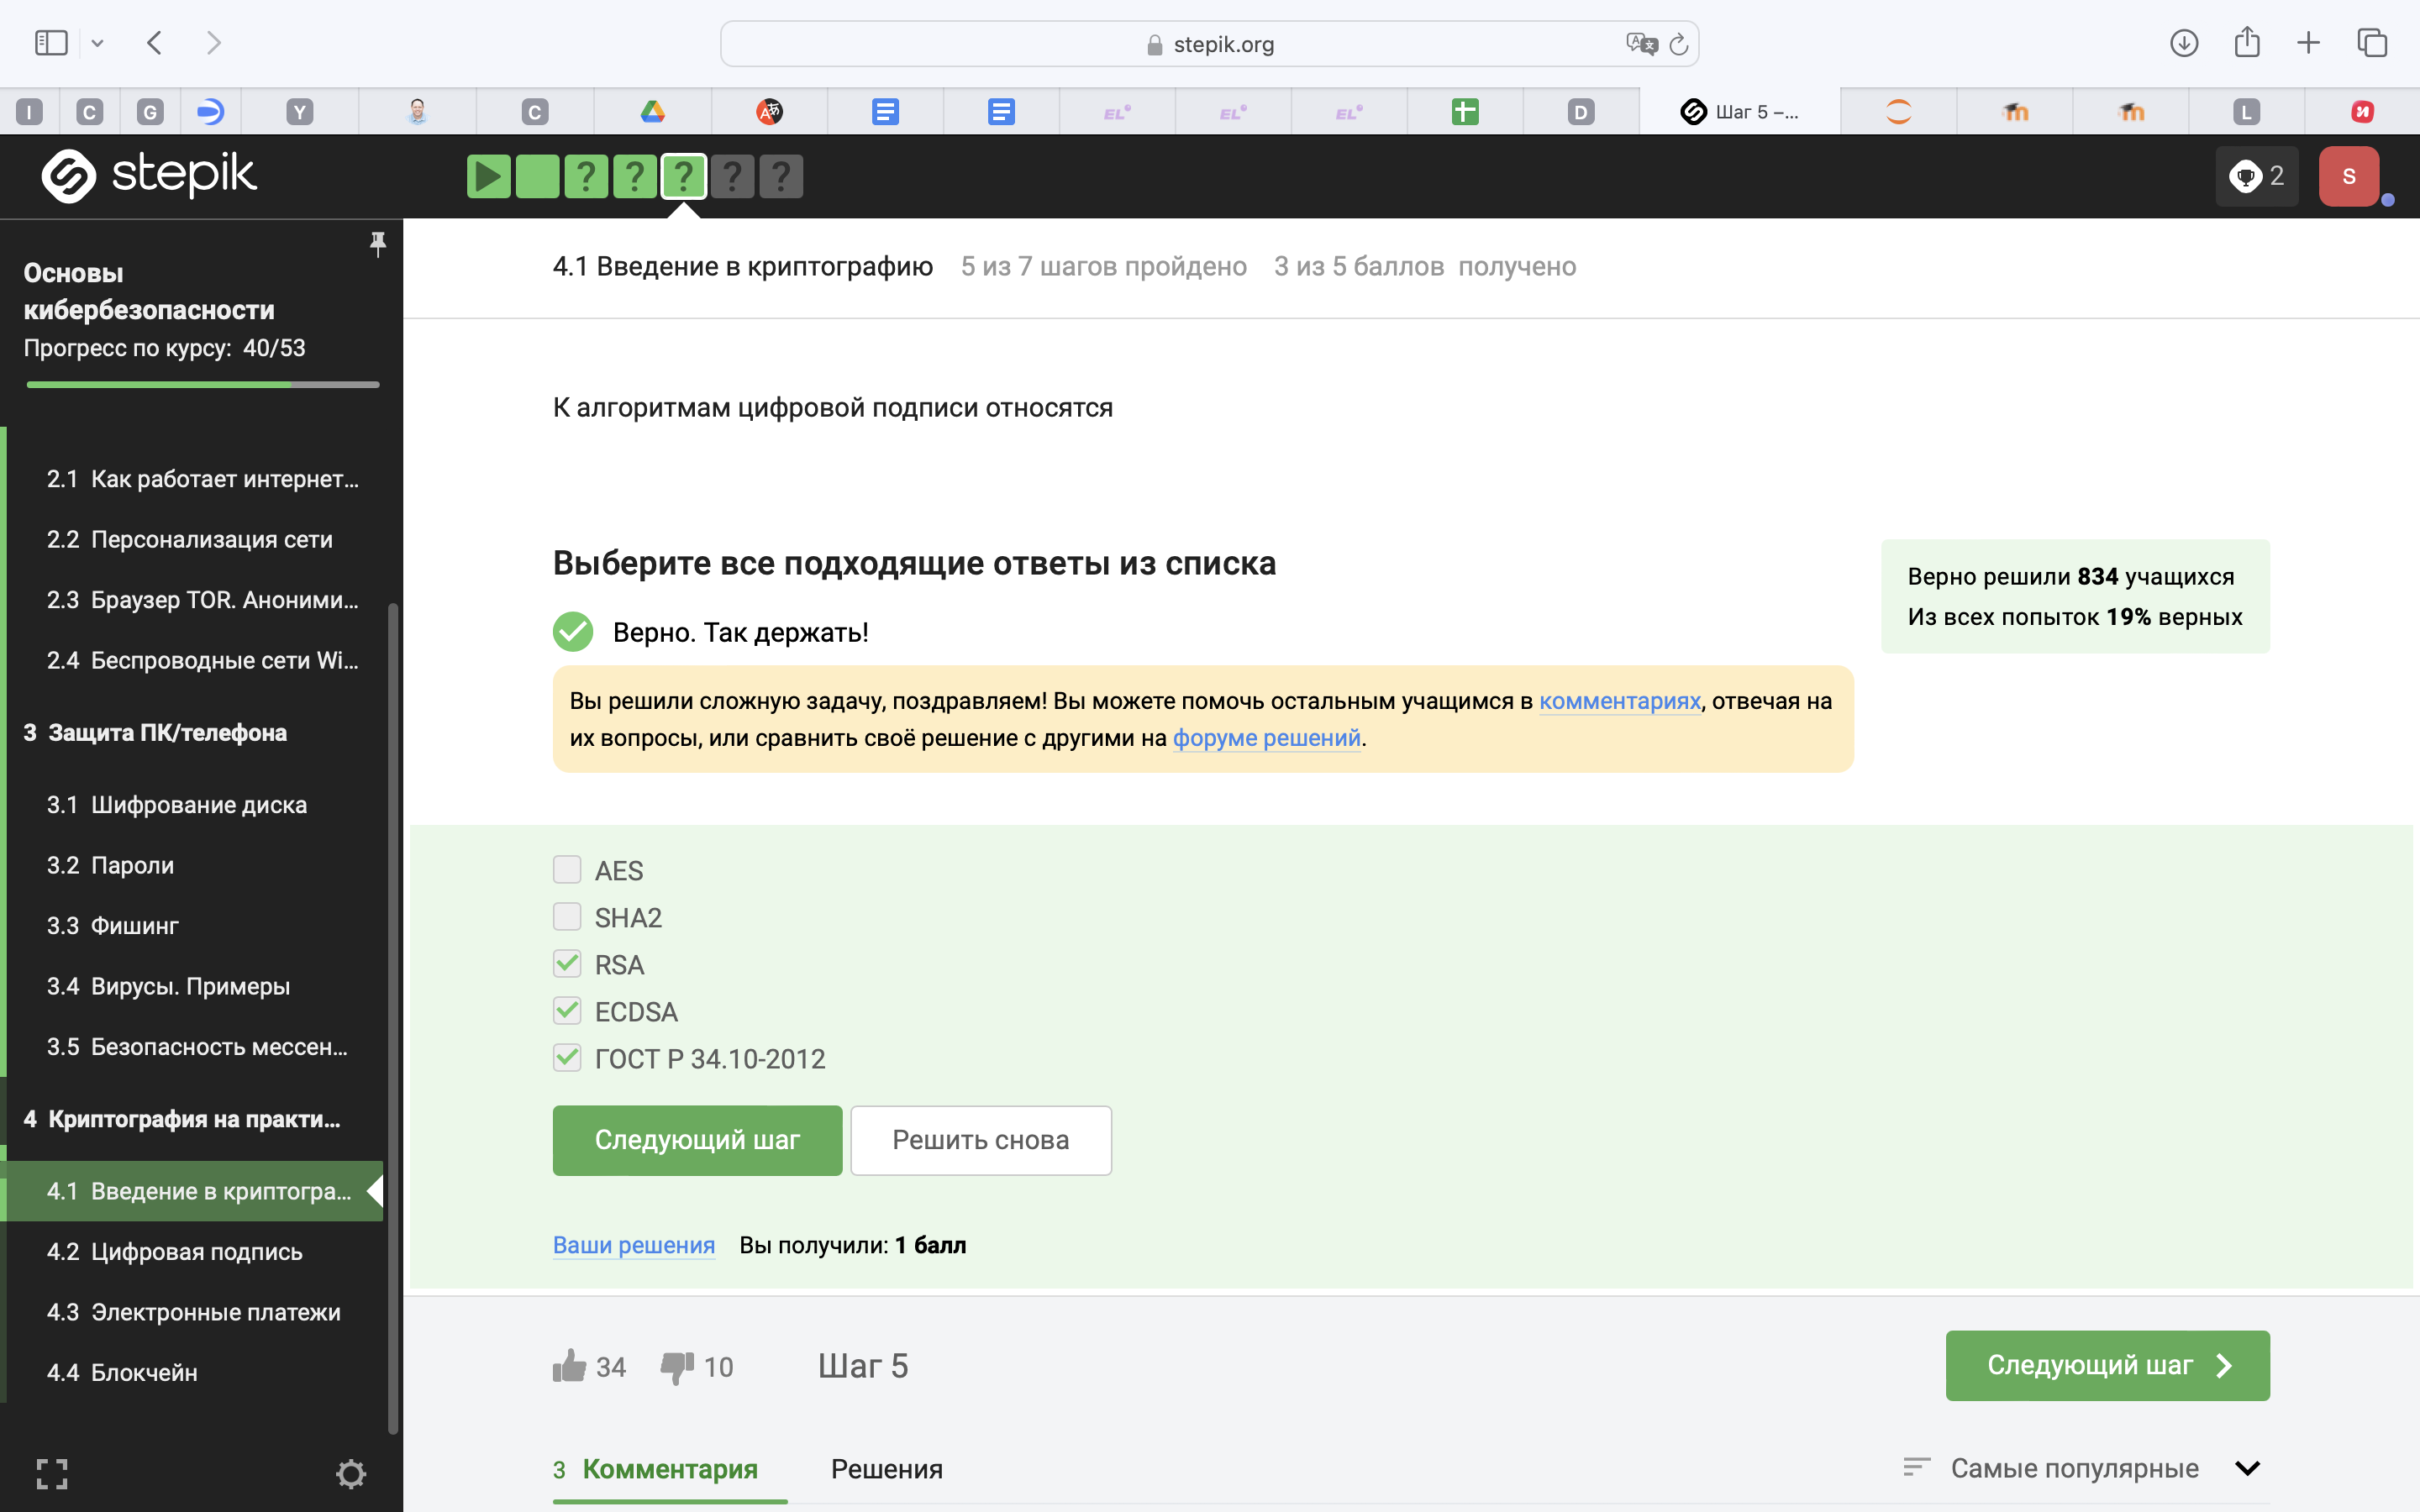 stepik.org
I
C
G
Y
C
EL
EL
EL
D
Шаг 5 –...
L
stepik
2
S
Основы
кибербезопасности
Прогресс по курсу: 40/53
2.1 Как работает интернет...
2.2 Персонализация сети
2.3 Браузер TOR. Аноними...
2.4 Беспроводные сети Wi...
3 Защита ПК/телефона
3.1 Шифрование диска
3.2 Пароли
3.3 Фишинг
3.4 Вирусы. Примеры
3.5 Безопасность мессен...
4 Криптография на практи...
4.1 Введение в криптогра...
4.2 Цифровая подпись
4.3 Электронные платежи
4.4 Блокчейн
4.1 Введение в криптографию 5 из 7 шагов пройдено 3 из 5 баллов получено
К алгоритмам цифровой подписи относятся
Выберите все подходящие ответы из списка
Верно. Так держать!
Вы решили сложную задачу, поздравляем! Вы можете помочь остальным учащимся в комментариях, отвечая на
их вопросы, или сравнить своё решение с другими на форуме решений.
Верно решили 834 учащихся
Из всех попыток 19% верных
AES
SHA2
RSA
ECDSA
ГОСТ Р 34.10-2012
Следующий шаг
Решить снова
Ваши решения Вы получили: 1 балл
34
10
Шаг 5
Следующий шаг
3 Комментария
Решения
Самые популярные